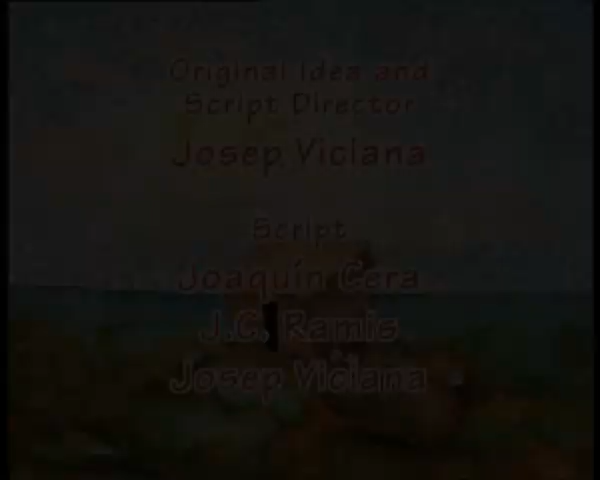 Original Idea and
Script Director
Josep Viciana
Script
Joaquín Cera
J.C. Ramis
Josep Viciana